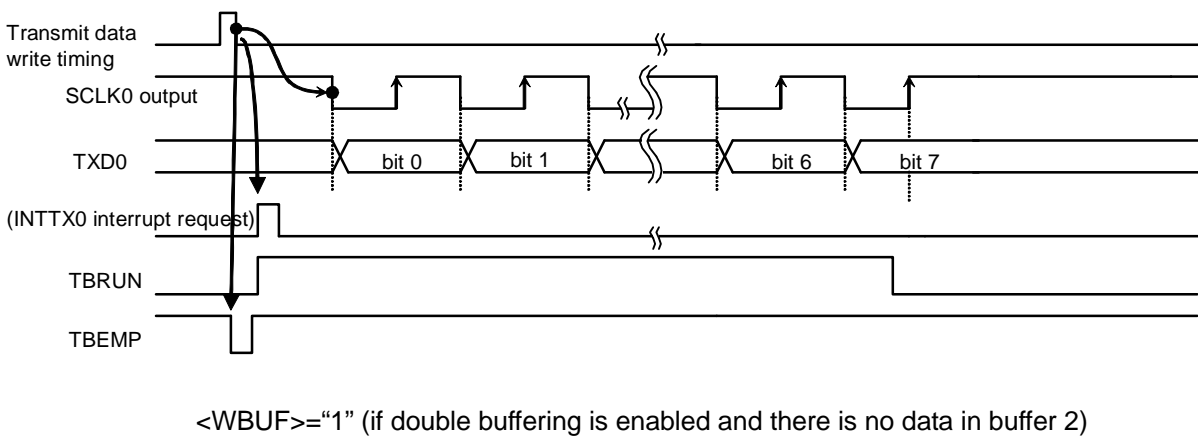 Transmit data
write timing
SCLK0 output
TXD0
bit 0
bit 1
bit 6
bit 7
(INTTX0 interrupt request)
TBRUN
TBEMP
<WBUF>=“1” (if double buffering is enabled and there is no data in buffer 2)